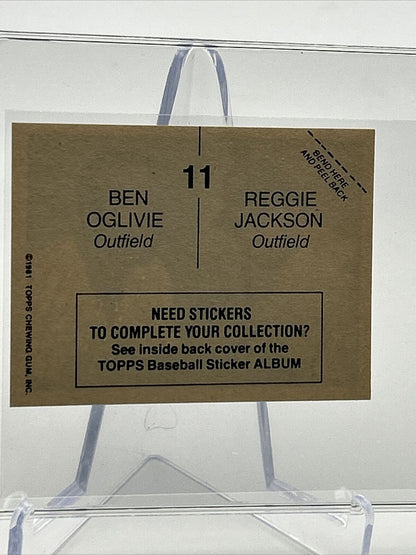 11
BEN
OGLIVIE
Outfield
REGGIE
JACKSON
Outfield
BEND HERE
AND PEEL BACK
©1981 TOPPS CHEWING GUM, INC.
NEED STICKERS
TO COMPLETE YOUR COLLECTION?
See inside back cover of the
TOPPS Baseball Sticker ALBUM